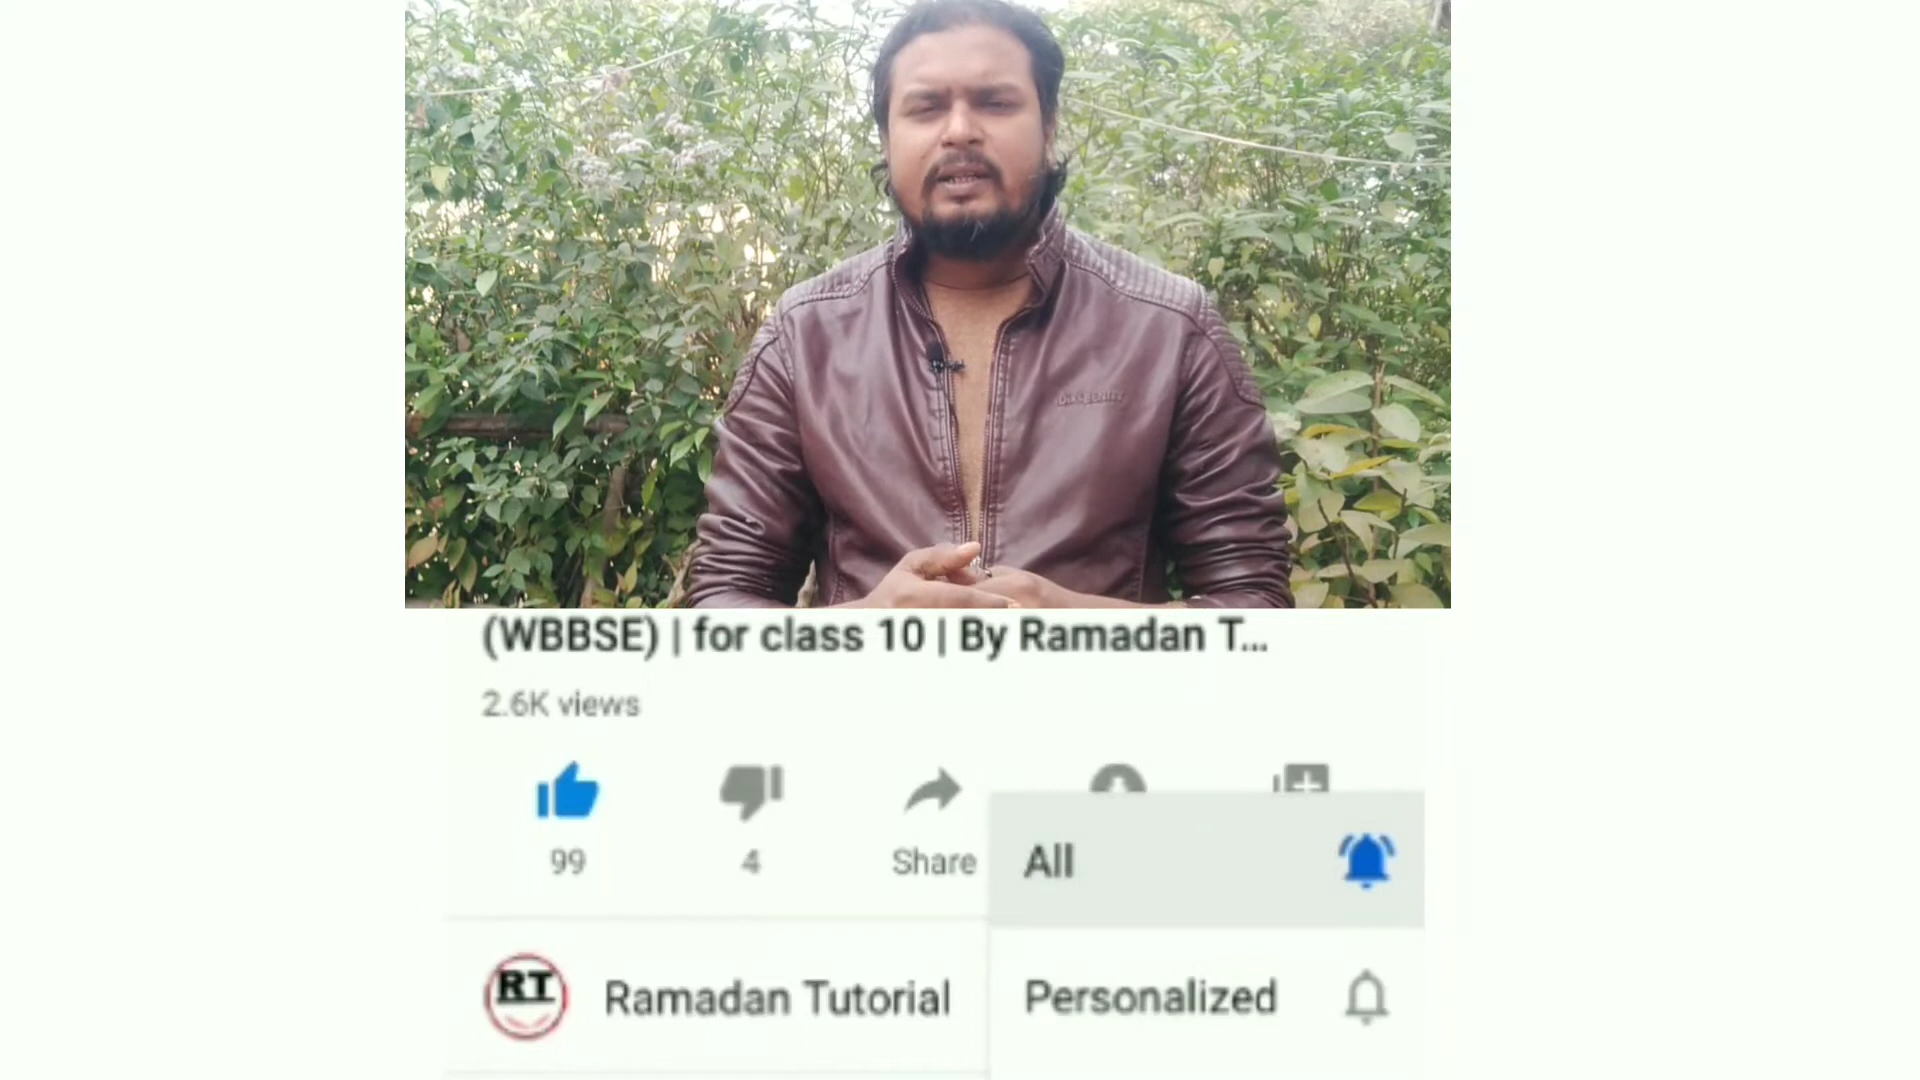 (WBBSE) | for class 10 | By Ramadan T...
2.6K views
99
4
Share
All
RT
Ramadan Tutorial
Personalized